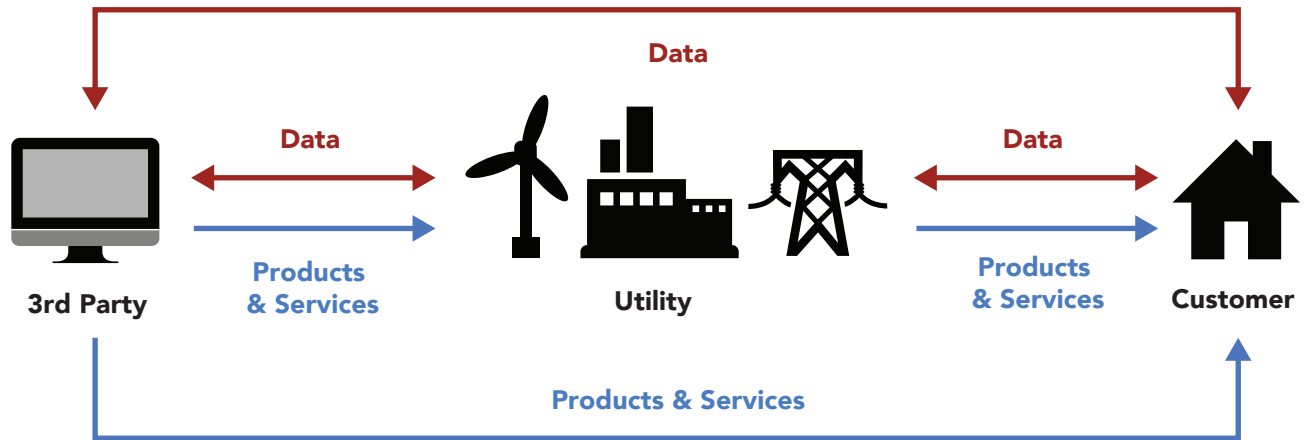 Data
Data
Data
Products
& Services
Products
& Services
3rd Party
Utility
Customer
Products & Services